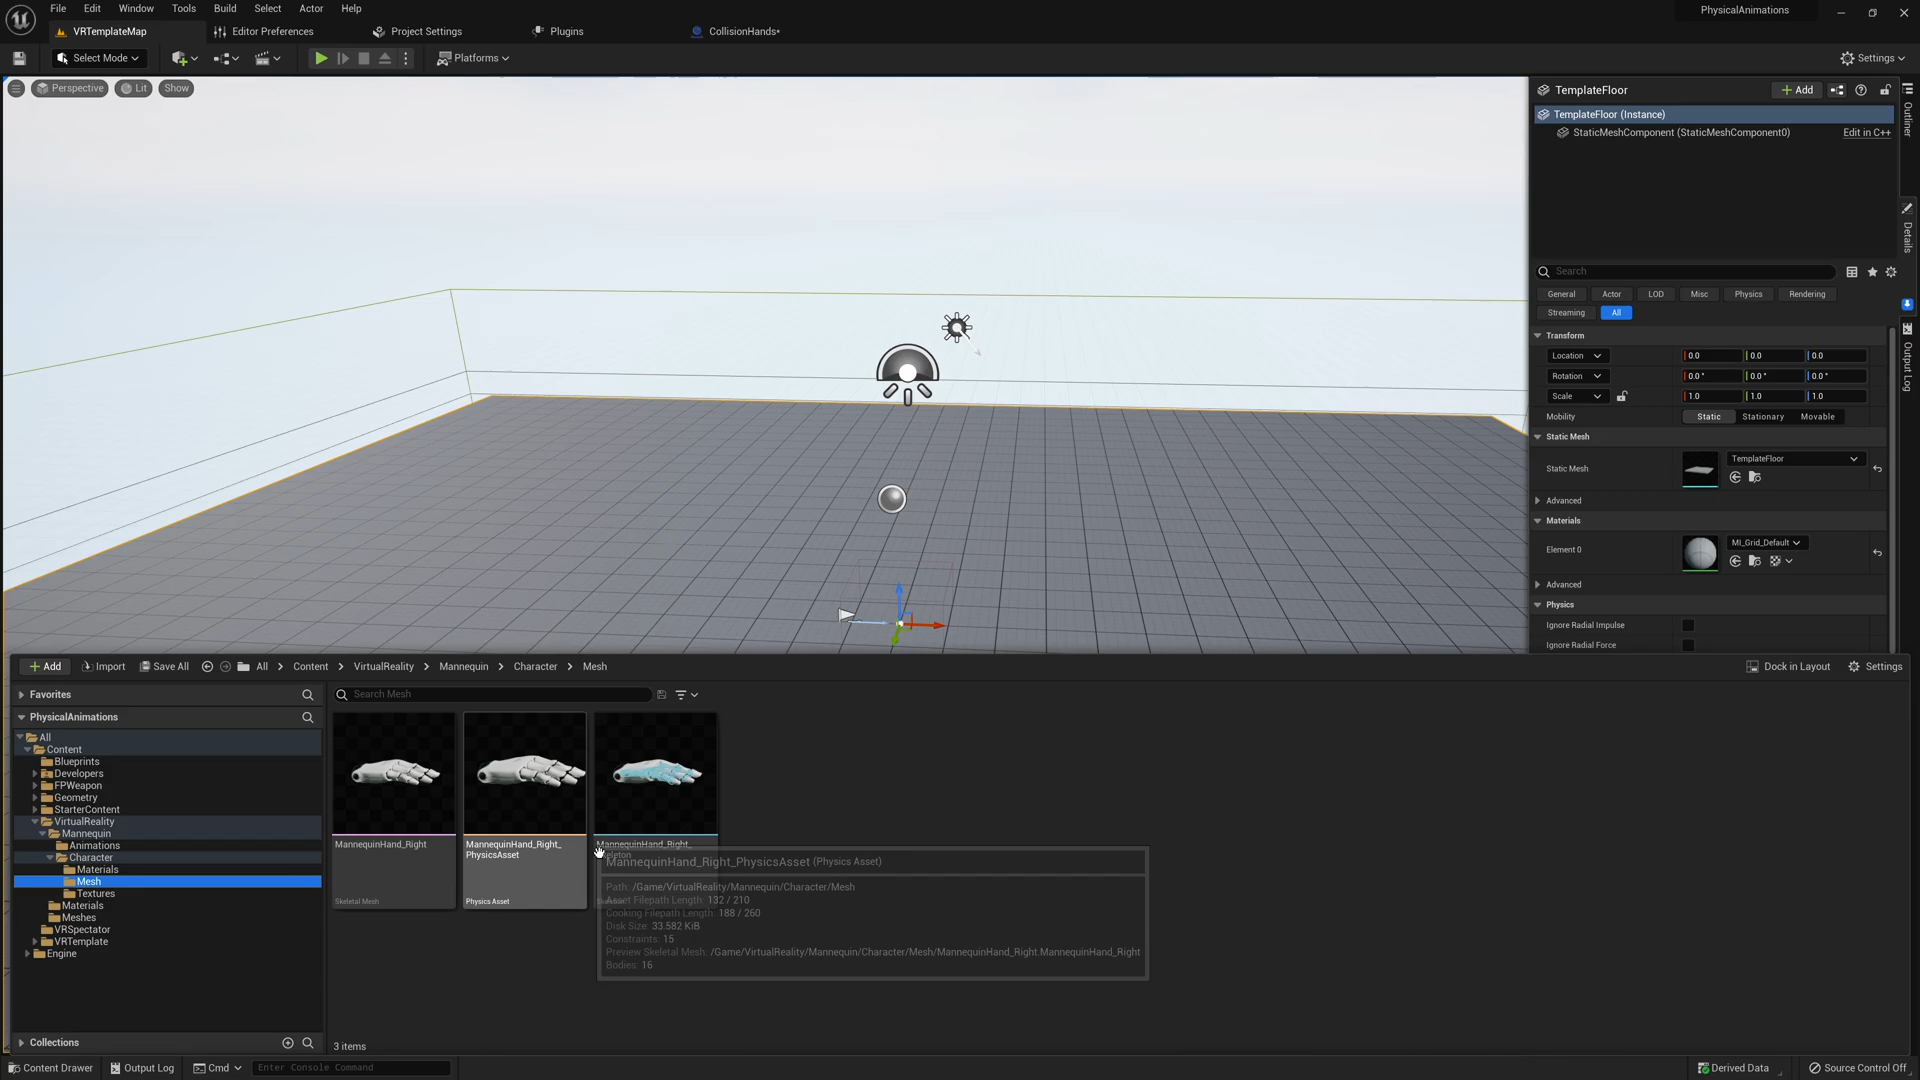 File Edit Window Tools Build Select Actor Help
PhysicalAnimations
VRTemplateMap Editor Preferences Project Settings Plugins CollisionHands*
Select Mode Platforms Settings
Perspective Lit Show
TemplateFloor + Add
TemplateFloor (Instance)
StaticMeshComponent (StaticMeshComponent0) Edit in C++
Outliner
Details
Output Log
Search
General Actor LOD Misc Physics Rendering
Streaming All
Transform
Location 0.0 0.0 0.0
Rotation 0.0 ° 0.0 ° 0.0 °
Scale 1.0 1.0 1.0
Mobility Static Stationary Movable
Static Mesh
Static Mesh TemplateFloor
Advanced
Materials
Element 0 MI_Grid_Default
Advanced
Physics
Ignore Radial Impulse
Ignore Radial Force
+ Add Import Save All All > Content > VirtualReality > Mannequin > Character > Mesh Dock in Layout Settings
Favorites
Search Mesh
PhysicalAnimations
All
Content
Blueprints
Developers
FPWeapon
Geometry
StarterContent
VirtualReality
Mannequin
Animations
Character
Materials
Mesh
Textures
Materials
Meshes
VRSpectator
VRTemplate
Engine
MannequinHand_Right
Skeletal Mesh
MannequinHand_Right_
PhysicsAsset
Physics Asset
MannequinHand_Right_
MannequinHand_Right_PhysicsAsset (Physics Asset)
Path: /Game/VirtualReality/Mannequin/Character/Mesh
Asset Filepath Length: 132 / 210
Cooking Filepath Length: 188 / 260
Disk Size: 33.582 KiB
Constraints: 15
Preview Skeletal Mesh: /Game/VirtualReality/Mannequin/Character/Mesh/MannequinHand_Right.MannequinHand_Right
Bodies: 16
Collections
3 items
Content Drawer Output Log Cmd Enter Console Command Derived Data Source Control Off